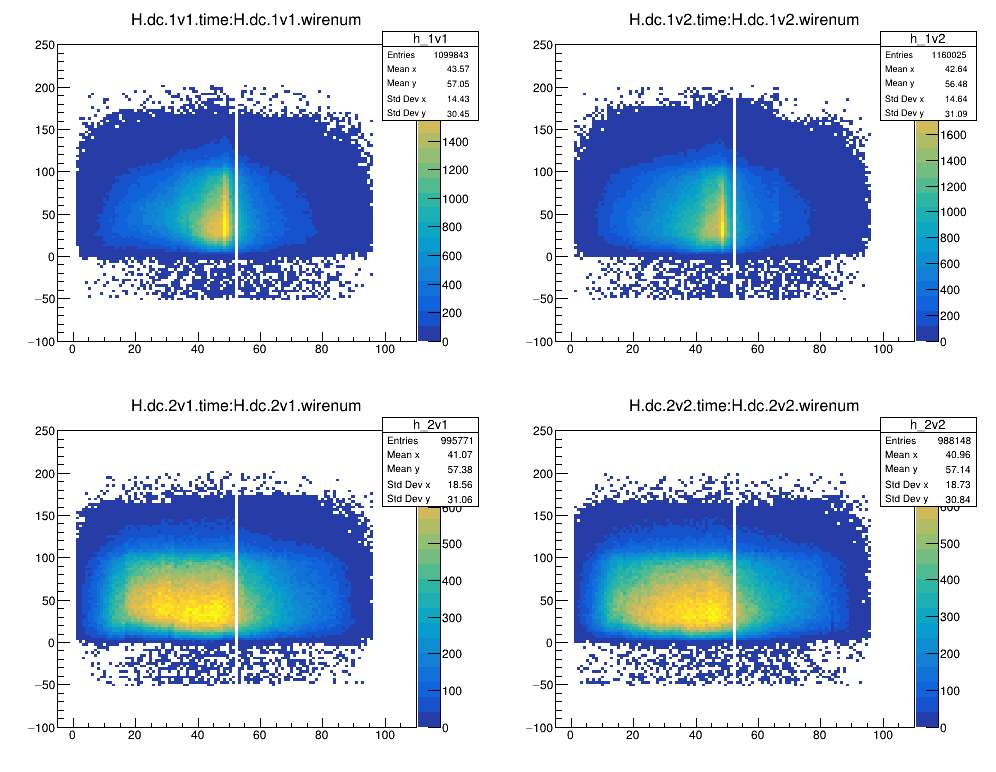 H.dc.1v1.time:H.dc.1v1.wirenum
h_1v1
Entries 1099843
Mean x 43.57
Mean y 57.05
Std Dev x 14.43
Std Dev y 30.45
250
200
150
100
50
0
−50
−100
0 20 40 60 80 100
1400
1200
1000
800
600
400
200
0
H.dc.1v2.time:H.dc.1v2.wirenum
h_1v2
Entries 1160025
Mean x 42.64
Mean y 56.48
Std Dev x 14.64
Std Dev y 31.09
250
200
150
100
50
0
−50
−100
0 20 40 60 80 100
1600
1400
1200
1000
800
600
400
200
0
H.dc.2v1.time:H.dc.2v1.wirenum
h_2v1
Entries 995771
Mean x 41.07
Mean y 57.38
Std Dev x 18.56
Std Dev y 31.06
250
200
150
100
50
0
−50
−100
0 20 40 60 80 100
600
500
400
300
200
100
0
H.dc.2v2.time:H.dc.2v2.wirenum
h_2v2
Entries 988148
Mean x 40.96
Mean y 57.14
Std Dev x 18.73
Std Dev y 30.84
250
200
150
100
50
0
−50
−100
0 20 40 60 80 100
600
500
400
300
200
100
0